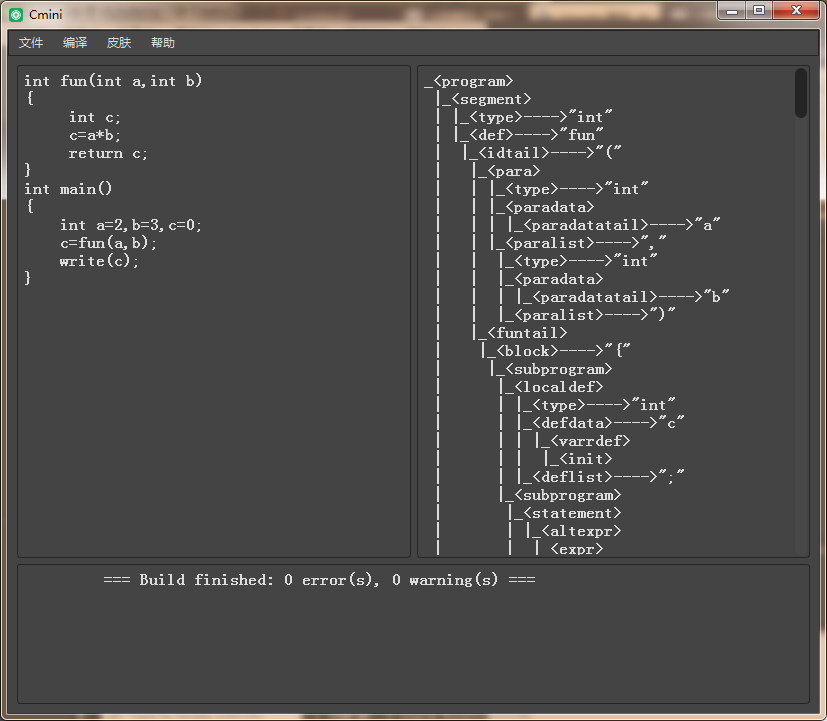 Cmini
文件 编译 皮肤 帮助
int fun(int a,int b)
{
     int c;
     c=a*b;
     return c;
}
int main()
{
    int a=2,b=3,c=0;
    c=fun(a,b);
    write(c);
}
_<program>
 |_<segment>
 | |_<type>---->"int"
 | |_<def>---->"fun"
 |  |_<idtail>---->"("
 |   |_<para>
 |   | |_<type>---->"int"
 |   | |_<paradata>
 |   | | |_<paradatatail>---->"a"
 |   | |_<paralist>---->","
 |   |  |_<type>---->"int"
 |   |  |_<paradata>
 |   |  | |_<paradatatail>---->"b"
 |   |  |_<paralist>---->")"
 |   |_<funtail>
 |    |_<block>---->"{"
 |     |_<subprogram>
 |      |_<localdef>
 |      | |_<type>---->"int"
 |      | |_<defdata>---->"c"
 |      | | |_<varrdef>
 |      | |  |_<init>
 |      | |_<deflist>---->";"
 |      |_<subprogram>
 |       |_<statement>
 |       | |_<altexpr>
 |       |  |_<expr>
=== Build finished: 0 error(s), 0 warning(s) ===